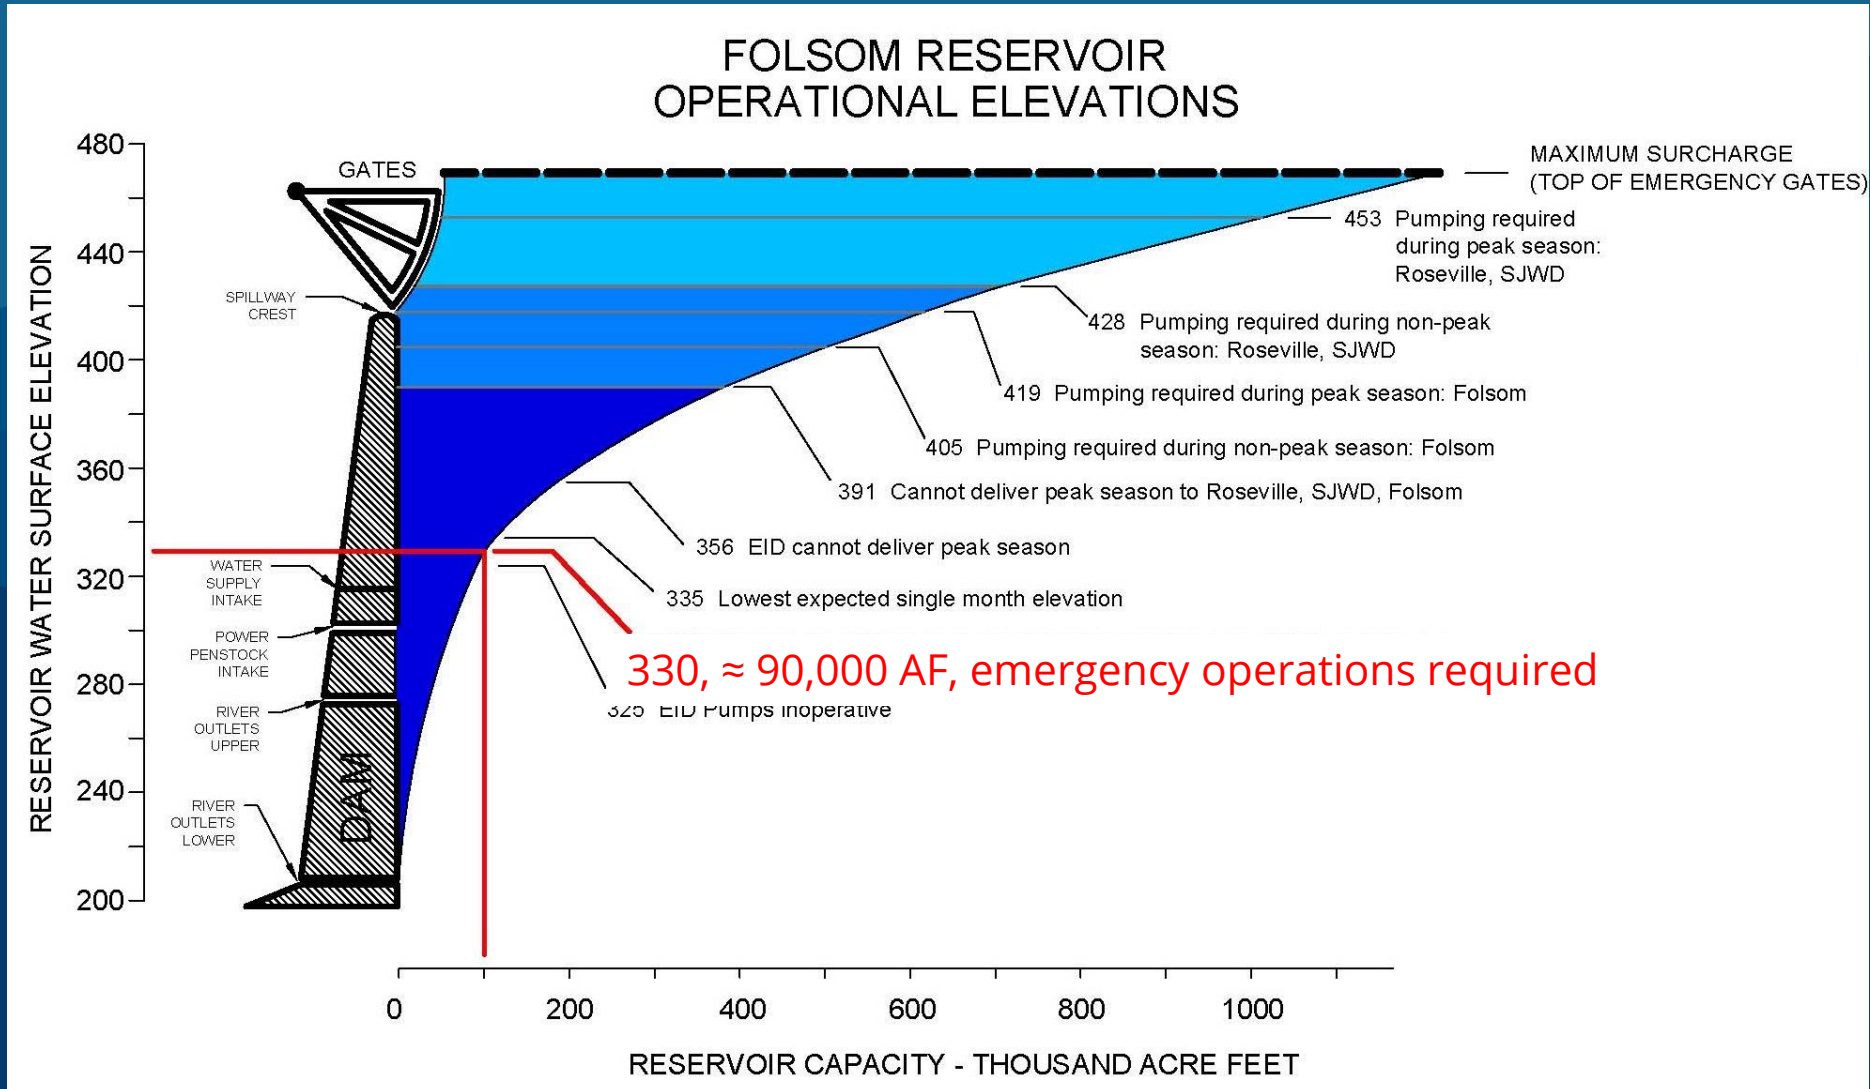 FOLSOM RESERVOIR
OPERATIONAL ELEVATIONS
480
440
400
360
320
280
240
200
RESERVOIR WATER SURFACE ELEVATION
GATES
SPILLWAY
CREST
WATER
SUPPLY
INTAKE
POWER
PENSTOCK
INTAKE
RIVER
OUTLETS
UPPER
RIVER
OUTLETS
LOWER
DAM
MAXIMUM SURCHARGE
(TOP OF EMERGENCY GATES)
453 Pumping required
during peak season:
Roseville, SJWD
428 Pumping required during non-peak
season: Roseville, SJWD
419 Pumping required during peak season: Folsom
405 Pumping required during non-peak season: Folsom
391 Cannot deliver peak season to Roseville, SJWD, Folsom
356 EID cannot deliver peak season
335 Lowest expected single month elevation
330, ≈ 90,000 AF, emergency operations required
325 EID Pumps inoperative
0 200 400 600 800 1000
RESERVOIR CAPACITY - THOUSAND ACRE FEET